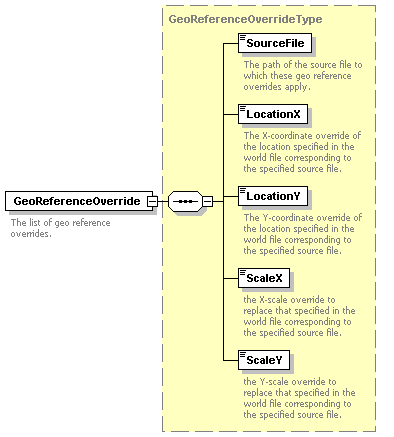 GeoReferenceOverrideType
SourceFile
The path of the source file to
which these geo reference
overrides apply.
LocationX
The X-coordinate override of
the location specified in the
world file corresponding to
the specified source file.
GeoReferenceOverride
The list of geo reference
overrides.
LocationY
The Y-coordinate override of
the location specified in the
world file corresponding to
the specified source file.
ScaleX
the X-scale override to
replace that specified in the
world file corresponding to
the specified source file.
ScaleY
the Y-scale override to
replace that specified in the
world file corresponding to
the specified source file.